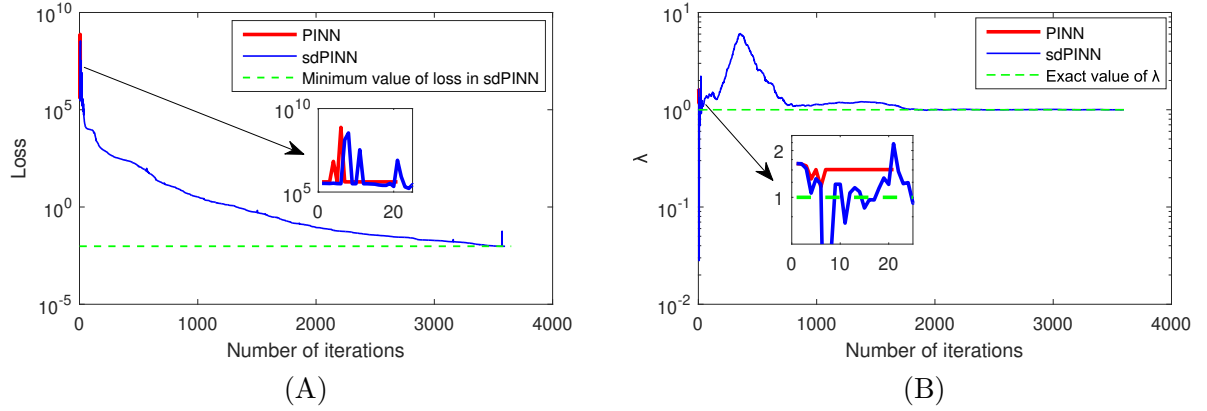 10^10
10^5
10^0
10^-5
Loss
PINN
sdPINN
Minimum value of loss in sdPINN
10^10
10^5
0
20
0
1000
2000
3000
4000
Number of iterations
(A)
10^2
10^1
10^0
10^-1
10^-2
λ
PINN
sdPINN
Exact value of λ
2
1
0
10
20
0
1000
2000
3000
4000
Number of iterations
(B)